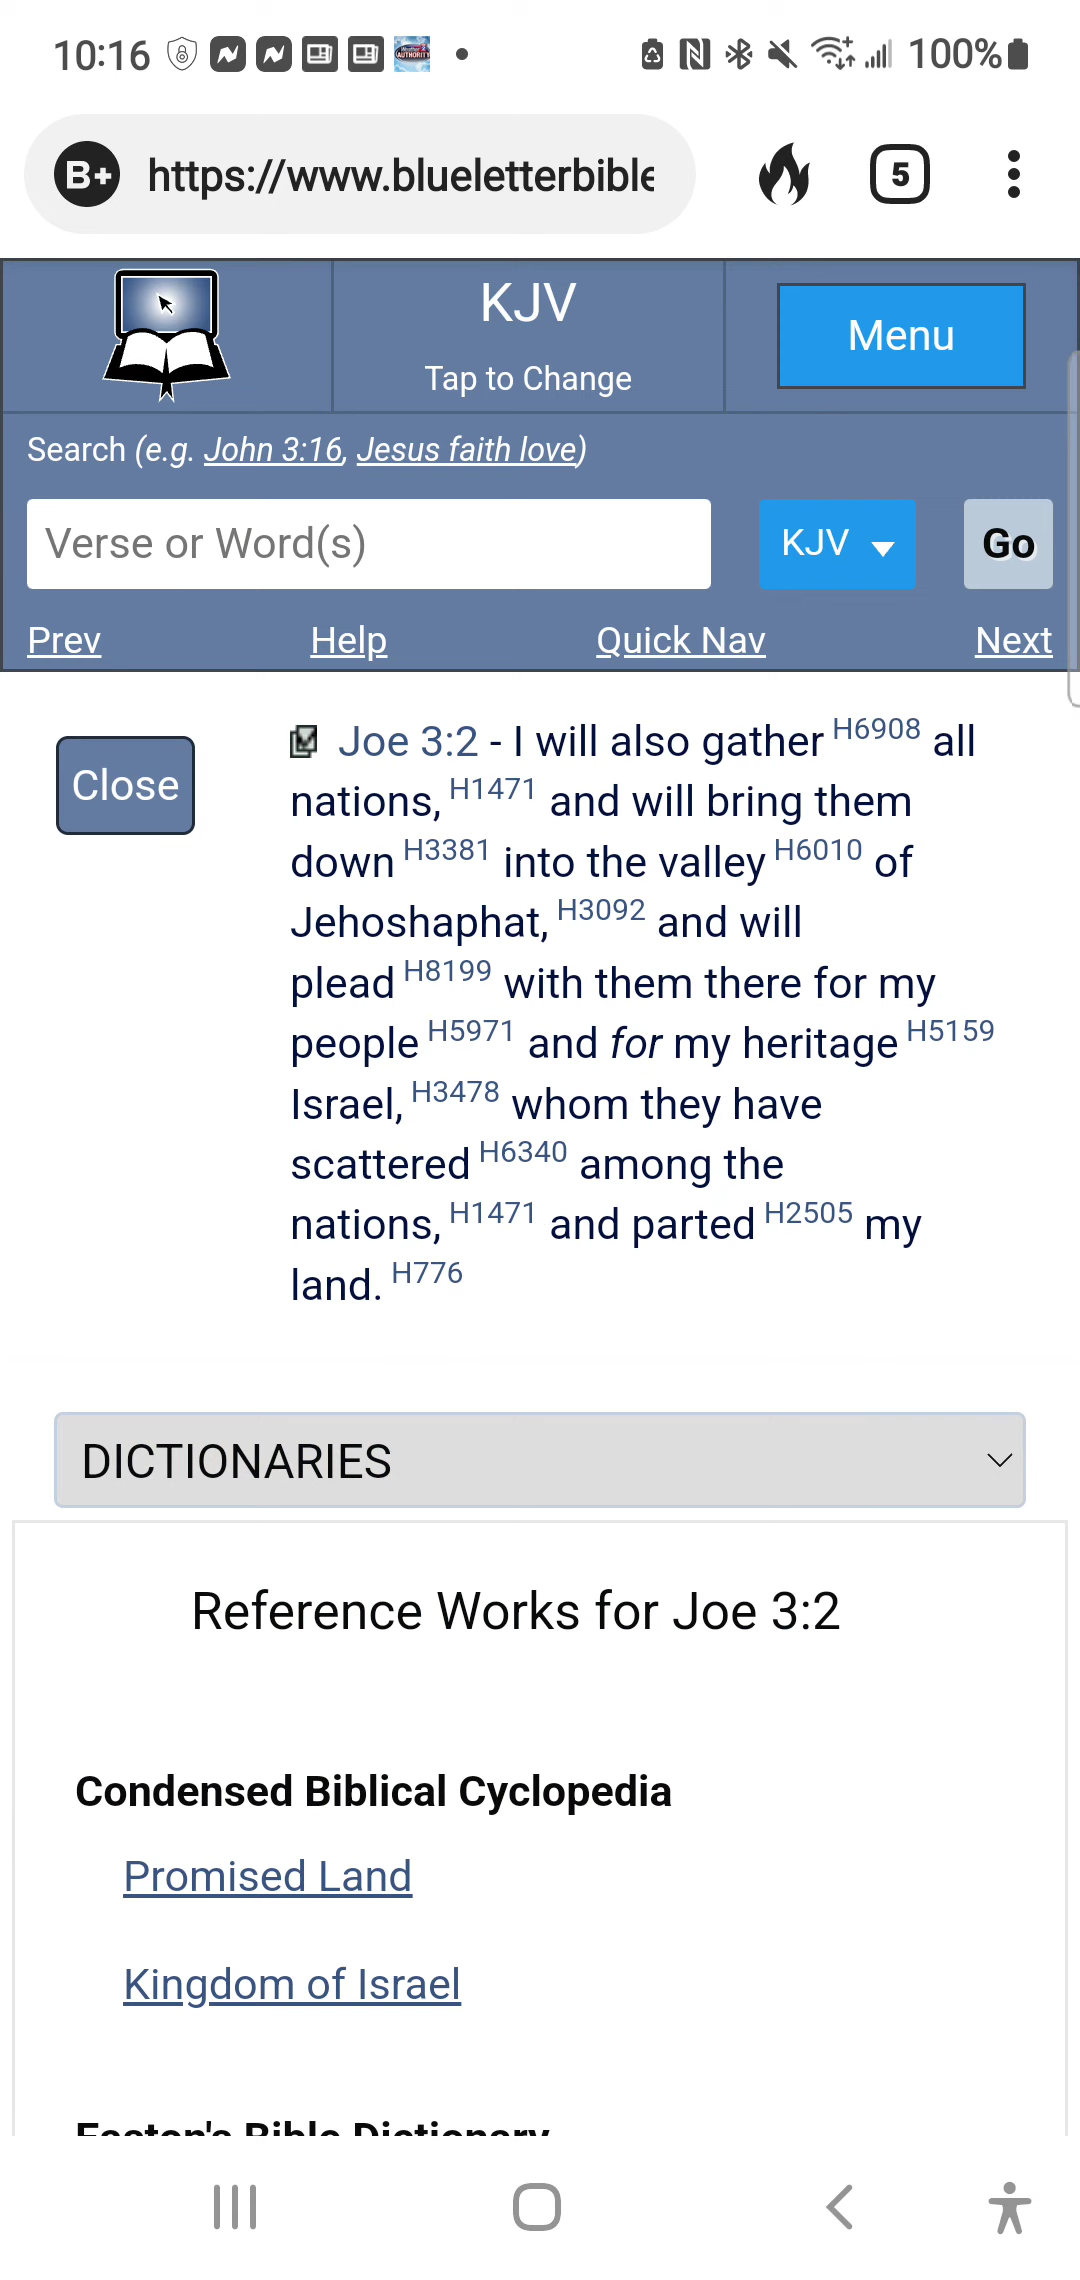 10:16 100%
B+ https://www.blueletterbible 5
KJV
Tap to Change
Menu
Search (e.g. John 3:16, Jesus faith love)
Verse or Word(s) KJV Go
Prev Help Quick Nav Next
Close
Joe 3:2 - I will also gather H6908 all
nations, H1471 and will bring them
down H3381 into the valley H6010 of
Jehoshaphat, H3092 and will
plead H8199 with them there for my
people H5971 and for my heritage H5159
Israel, H3478 whom they have
scattered H6340 among the
nations, H1471 and parted H2505 my
land. H776
DICTIONARIES
Reference Works for Joe 3:2
Condensed Biblical Cyclopedia
Promised Land
Kingdom of Israel
Easton's Bible Dictionary